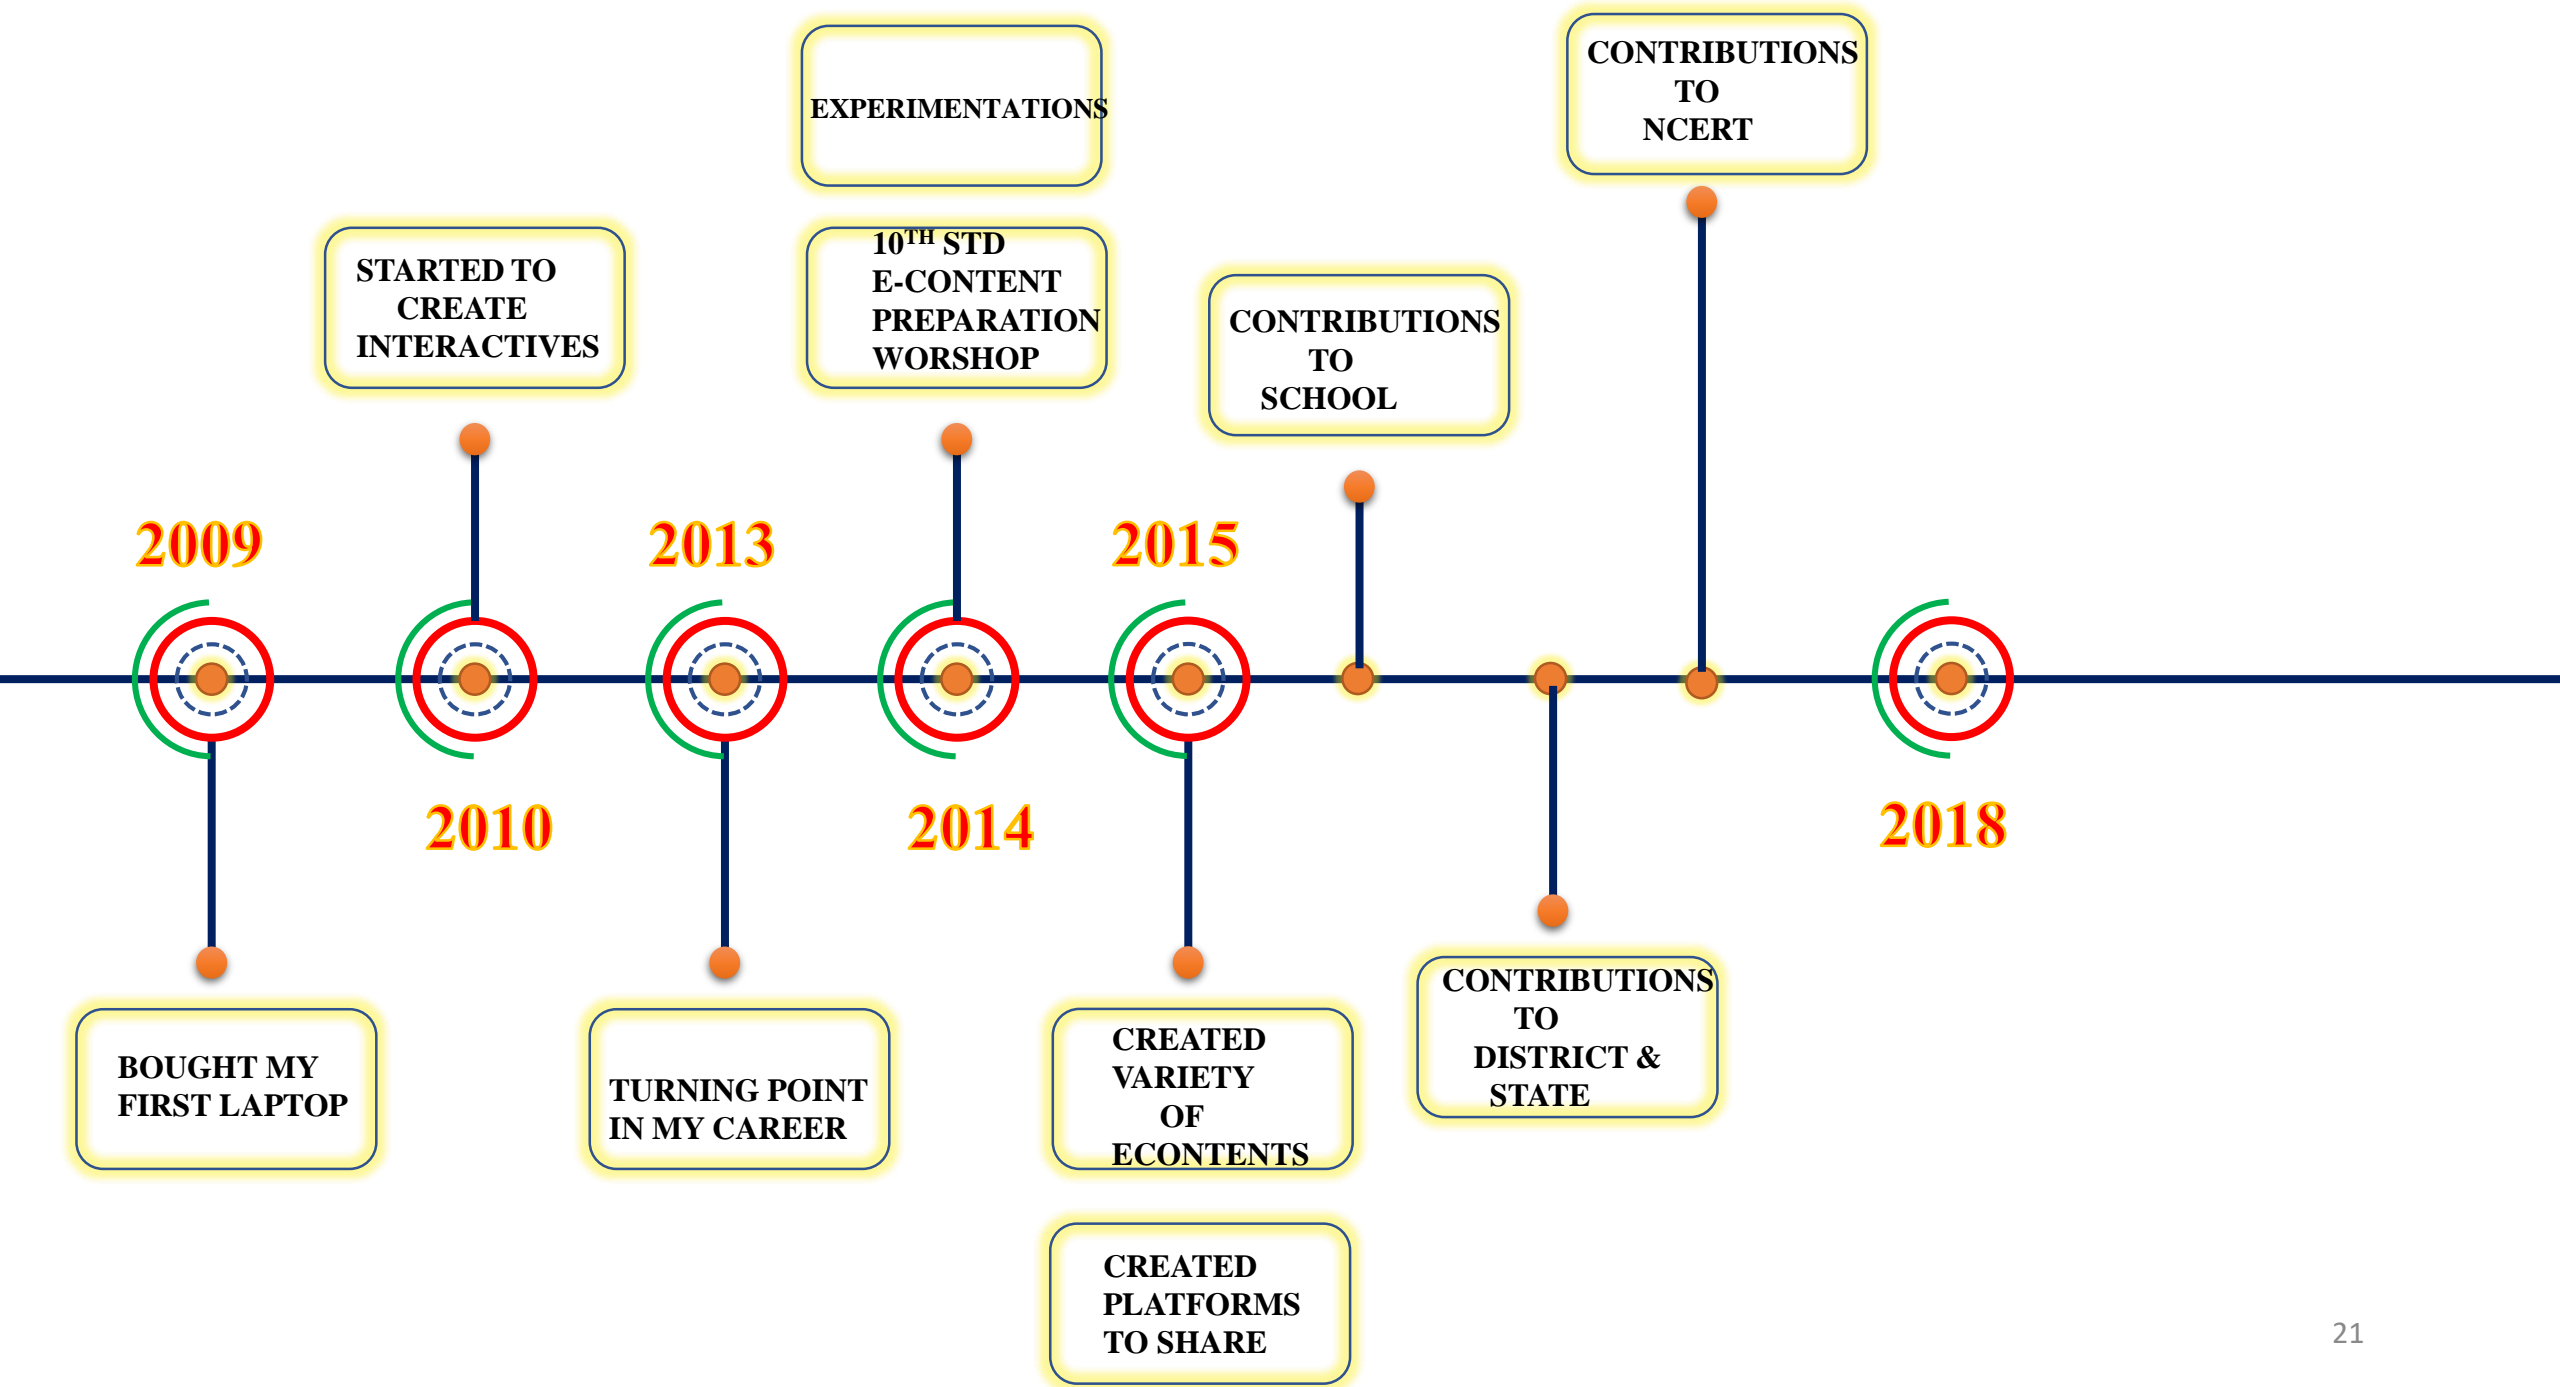 EXPERIMENTATIONS
CONTRIBUTIONS
TO
NCERT
STARTED TO
CREATE
INTERACTIVES
10TH STD
E-CONTENT
PREPARATION
WORSHOP
CONTRIBUTIONS
TO
SCHOOL
2009
2013
2015
2010
2014
2018
BOUGHT MY
FIRST LAPTOP
TURNING POINT
IN MY CAREER
CREATED
VARIETY
OF
ECONTENTS
CONTRIBUTIONS
TO
DISTRICT &
STATE
CREATED
PLATFORMS
TO SHARE
21